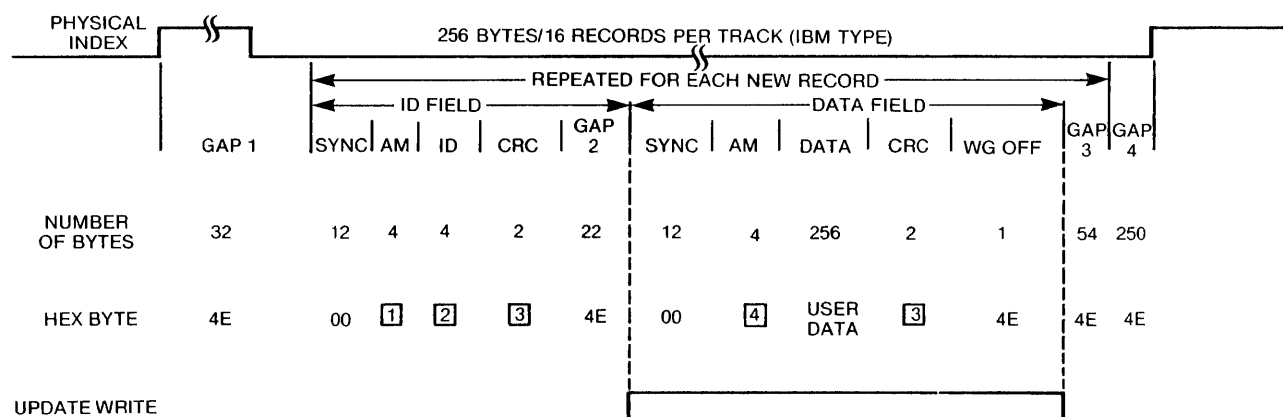 PHYSICAL
INDEX
256 BYTES/16 RECORDS PER TRACK (IBM TYPE)
REPEATED FOR EACH NEW RECORD
ID FIELD DATA FIELD
GAP 1 SYNC AM ID CRC GAP 2 SYNC AM DATA CRC WG OFF GAP 3 GAP 4
NUMBER
OF BYTES
32 12 4 4 2 22 12 4 256 2 1 54 250
HEX BYTE 4E 00 1 2 3 4E 00 4 USER DATA 3 4E 4E 4E
UPDATE WRITE